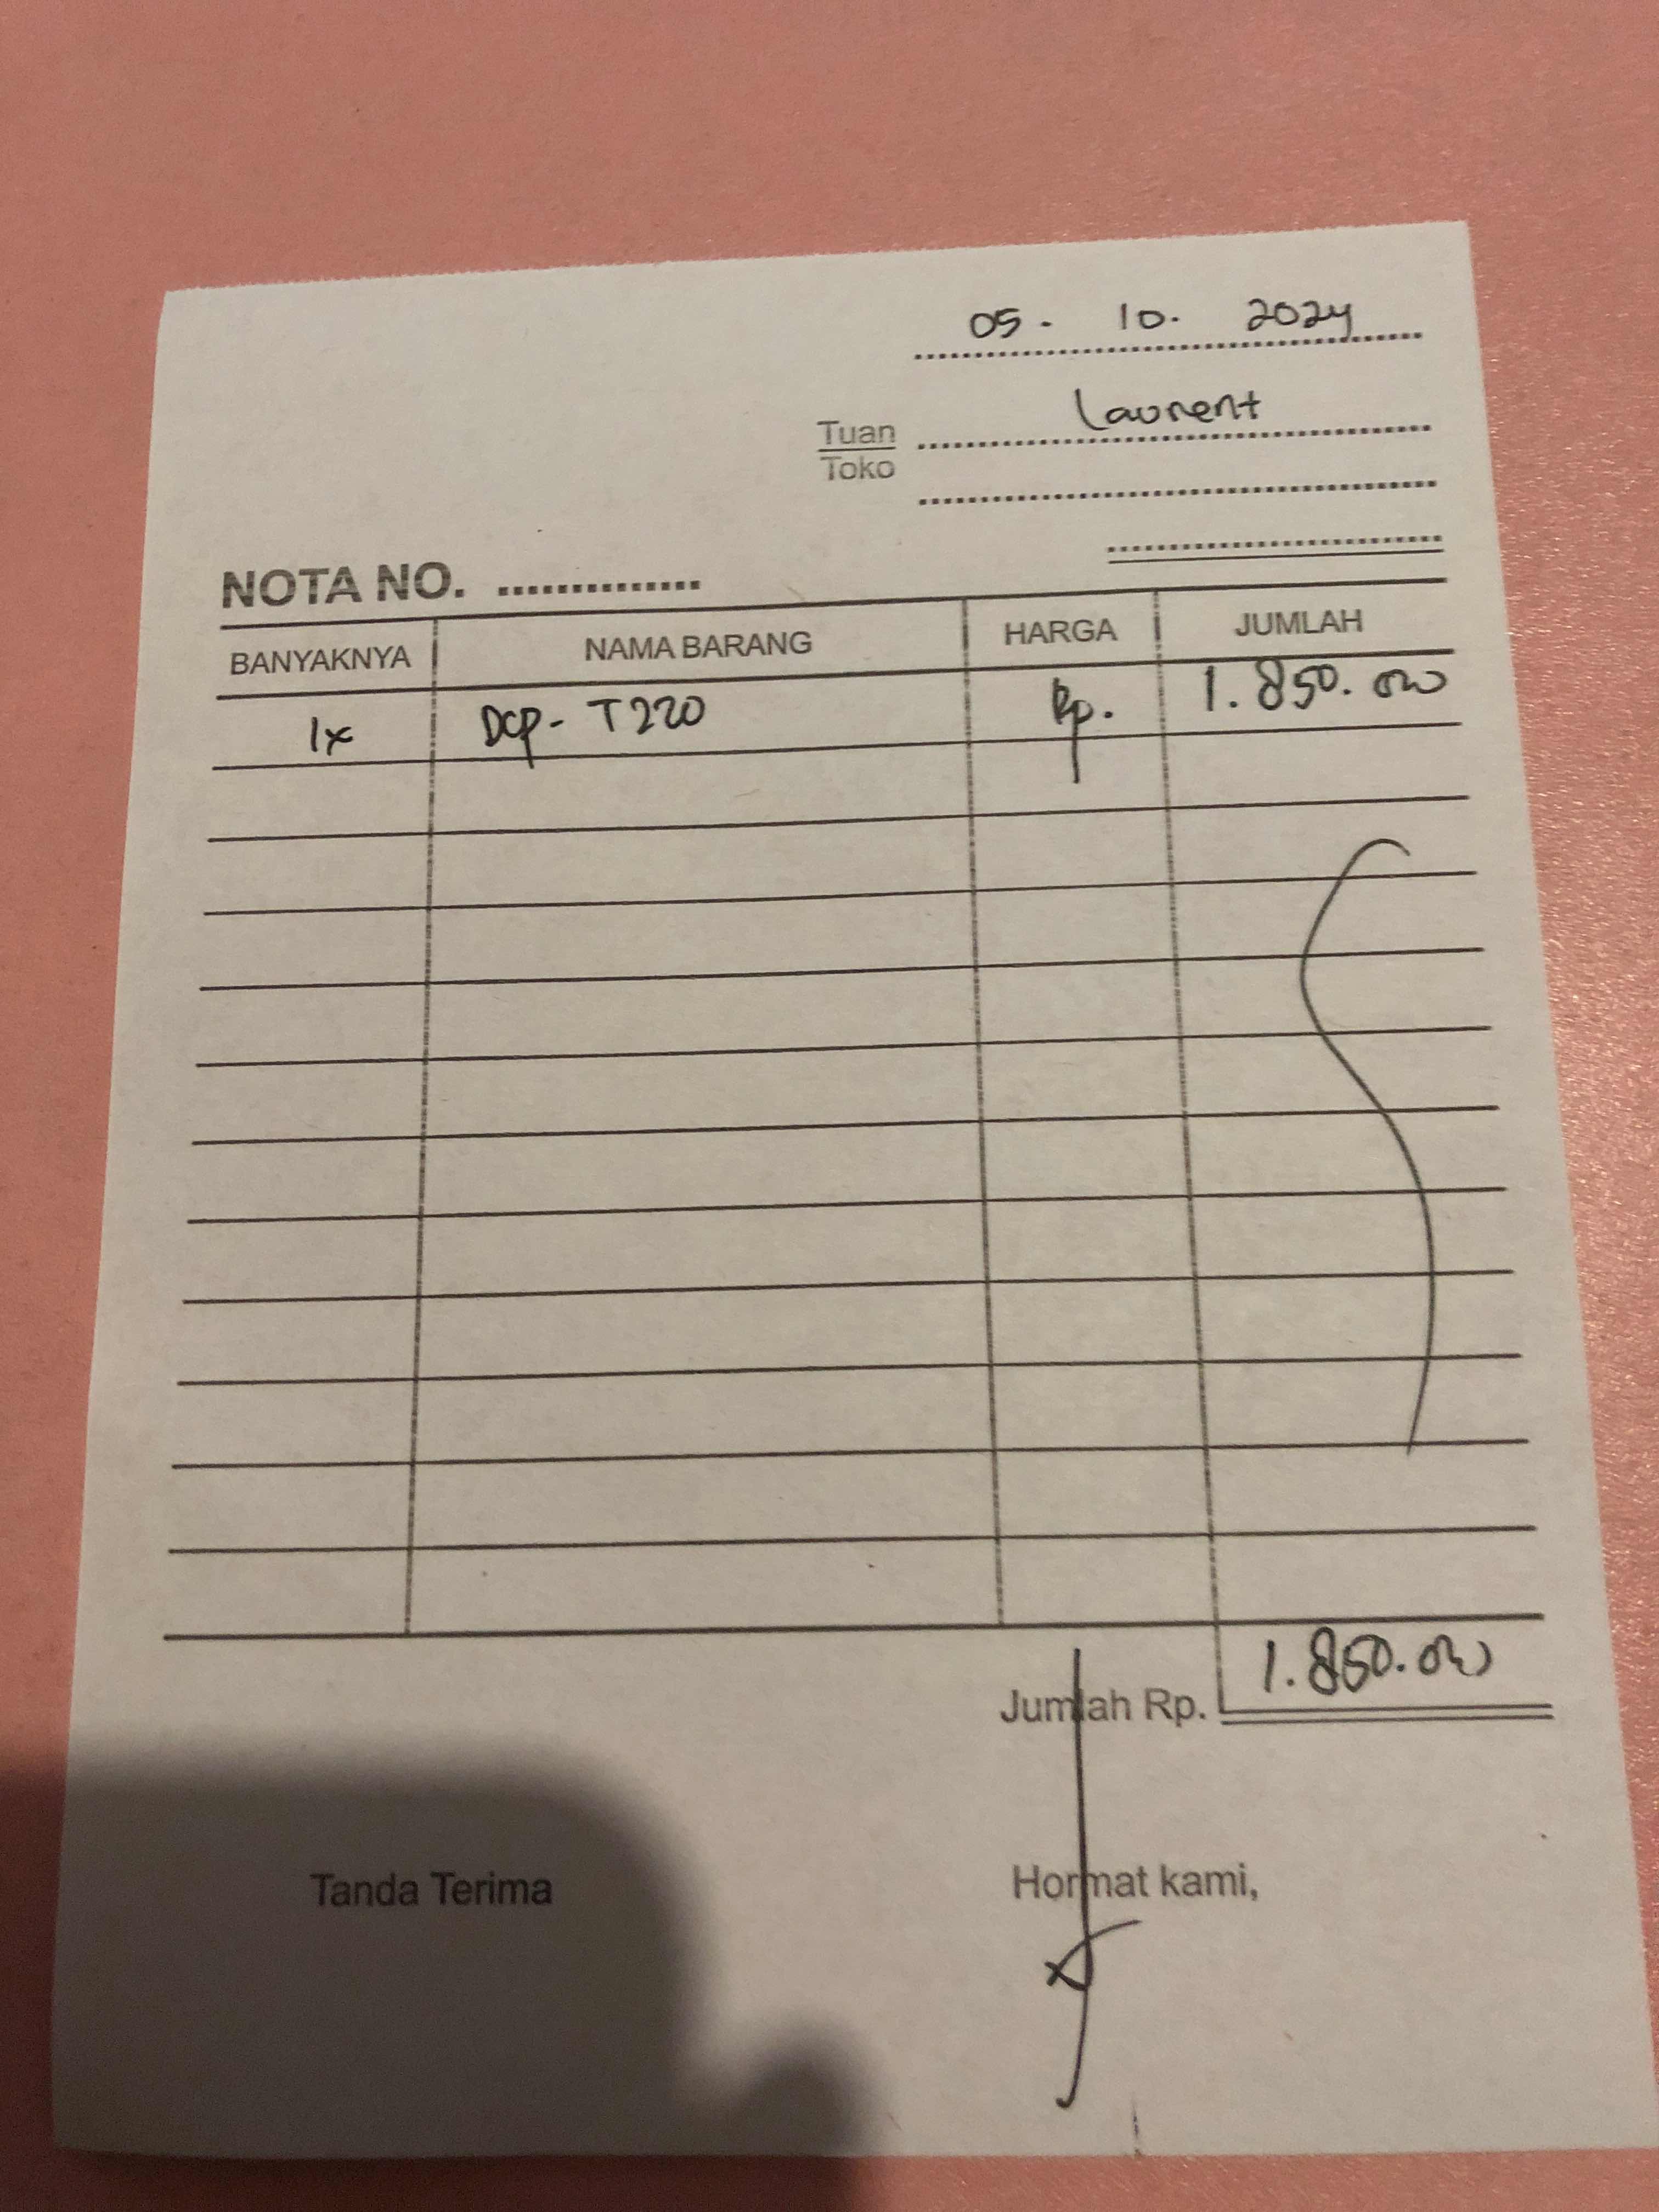 05 - 10. 2024
Tuan Laurent
Toko
NOTA NO. ..............
BANYAKNYA NAMA BARANG HARGA JUMLAH
1x DCP- T220 Rp. 1.850.000
Jumlah Rp. 1.850.000
Tanda Terima Hormat kami,